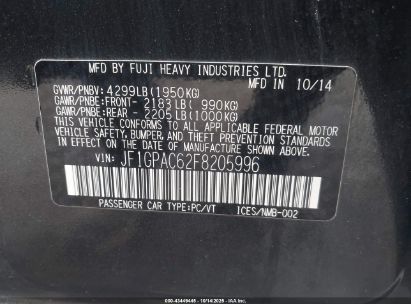 MFD BY FUJI HEAVY INDUSTRIES LTD.
GVWR/PNBV: 4299LB(1950KG) MFD IN 10/14
GAWR/PNBE: FRONT- 2183LB( 990KG)
GAWR/PNBE: REAR - 2205LB(1000KG)
THIS VEHICLE CONFORMS TO ALL APPLICABLE FEDERAL MOTOR
VEHICLE SAFETY, BUMPER, AND THEFT PREVENTION STANDARDS
IN EFFECT ON THE DATE OF MANUFACTURE SHOWN ABOVE.
VIN: JF1GPAC62F8205996
PASSENGER CAR TYPE:PC/VT ICES/NMB-002
000-43449446 - 10/14/2025 - IAA Inc.